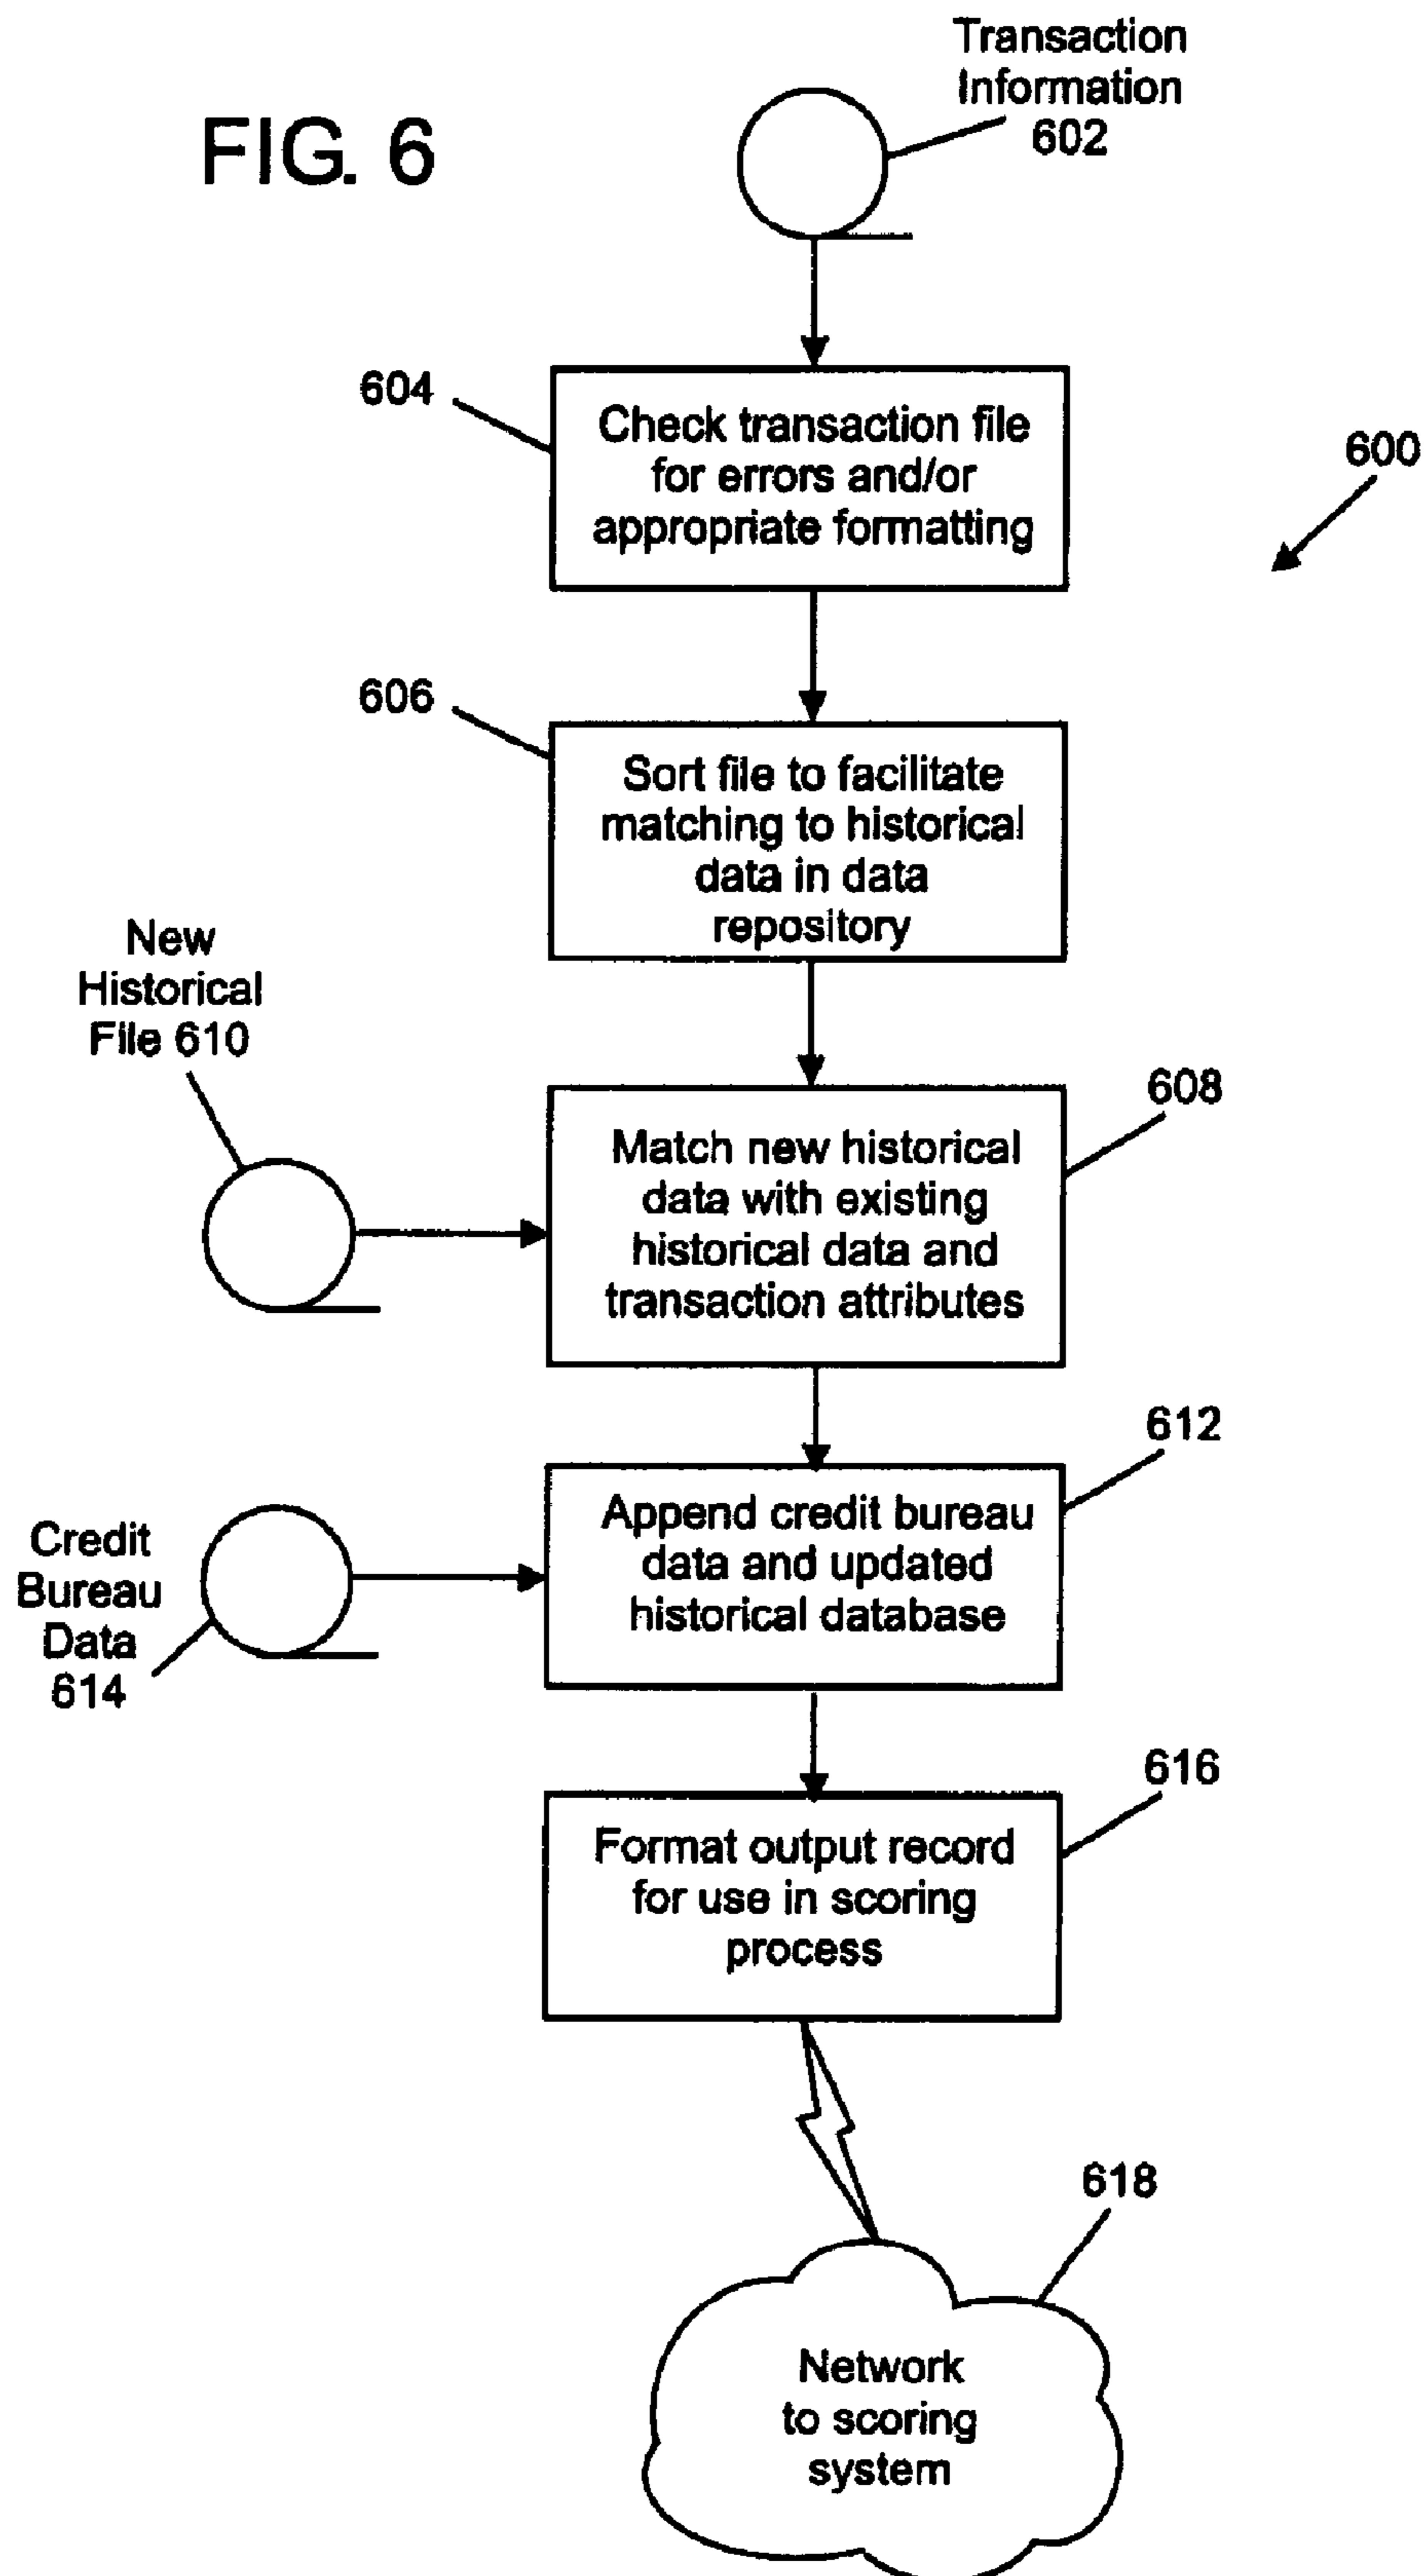 FIG. 6
Transaction
Information
602
604
Check transaction file
for errors and/or
appropriate formatting
600
606
Sort file to facilitate
matching to historical
data in data
repository
New
Historical
File 610
608
Match new historical
data with existing
historical data and
transaction attributes
612
Append credit bureau
data and updated
historical database
Credit
Bureau
Data
614
616
Format output record
for use in scoring
process
618
Network
to scoring
system